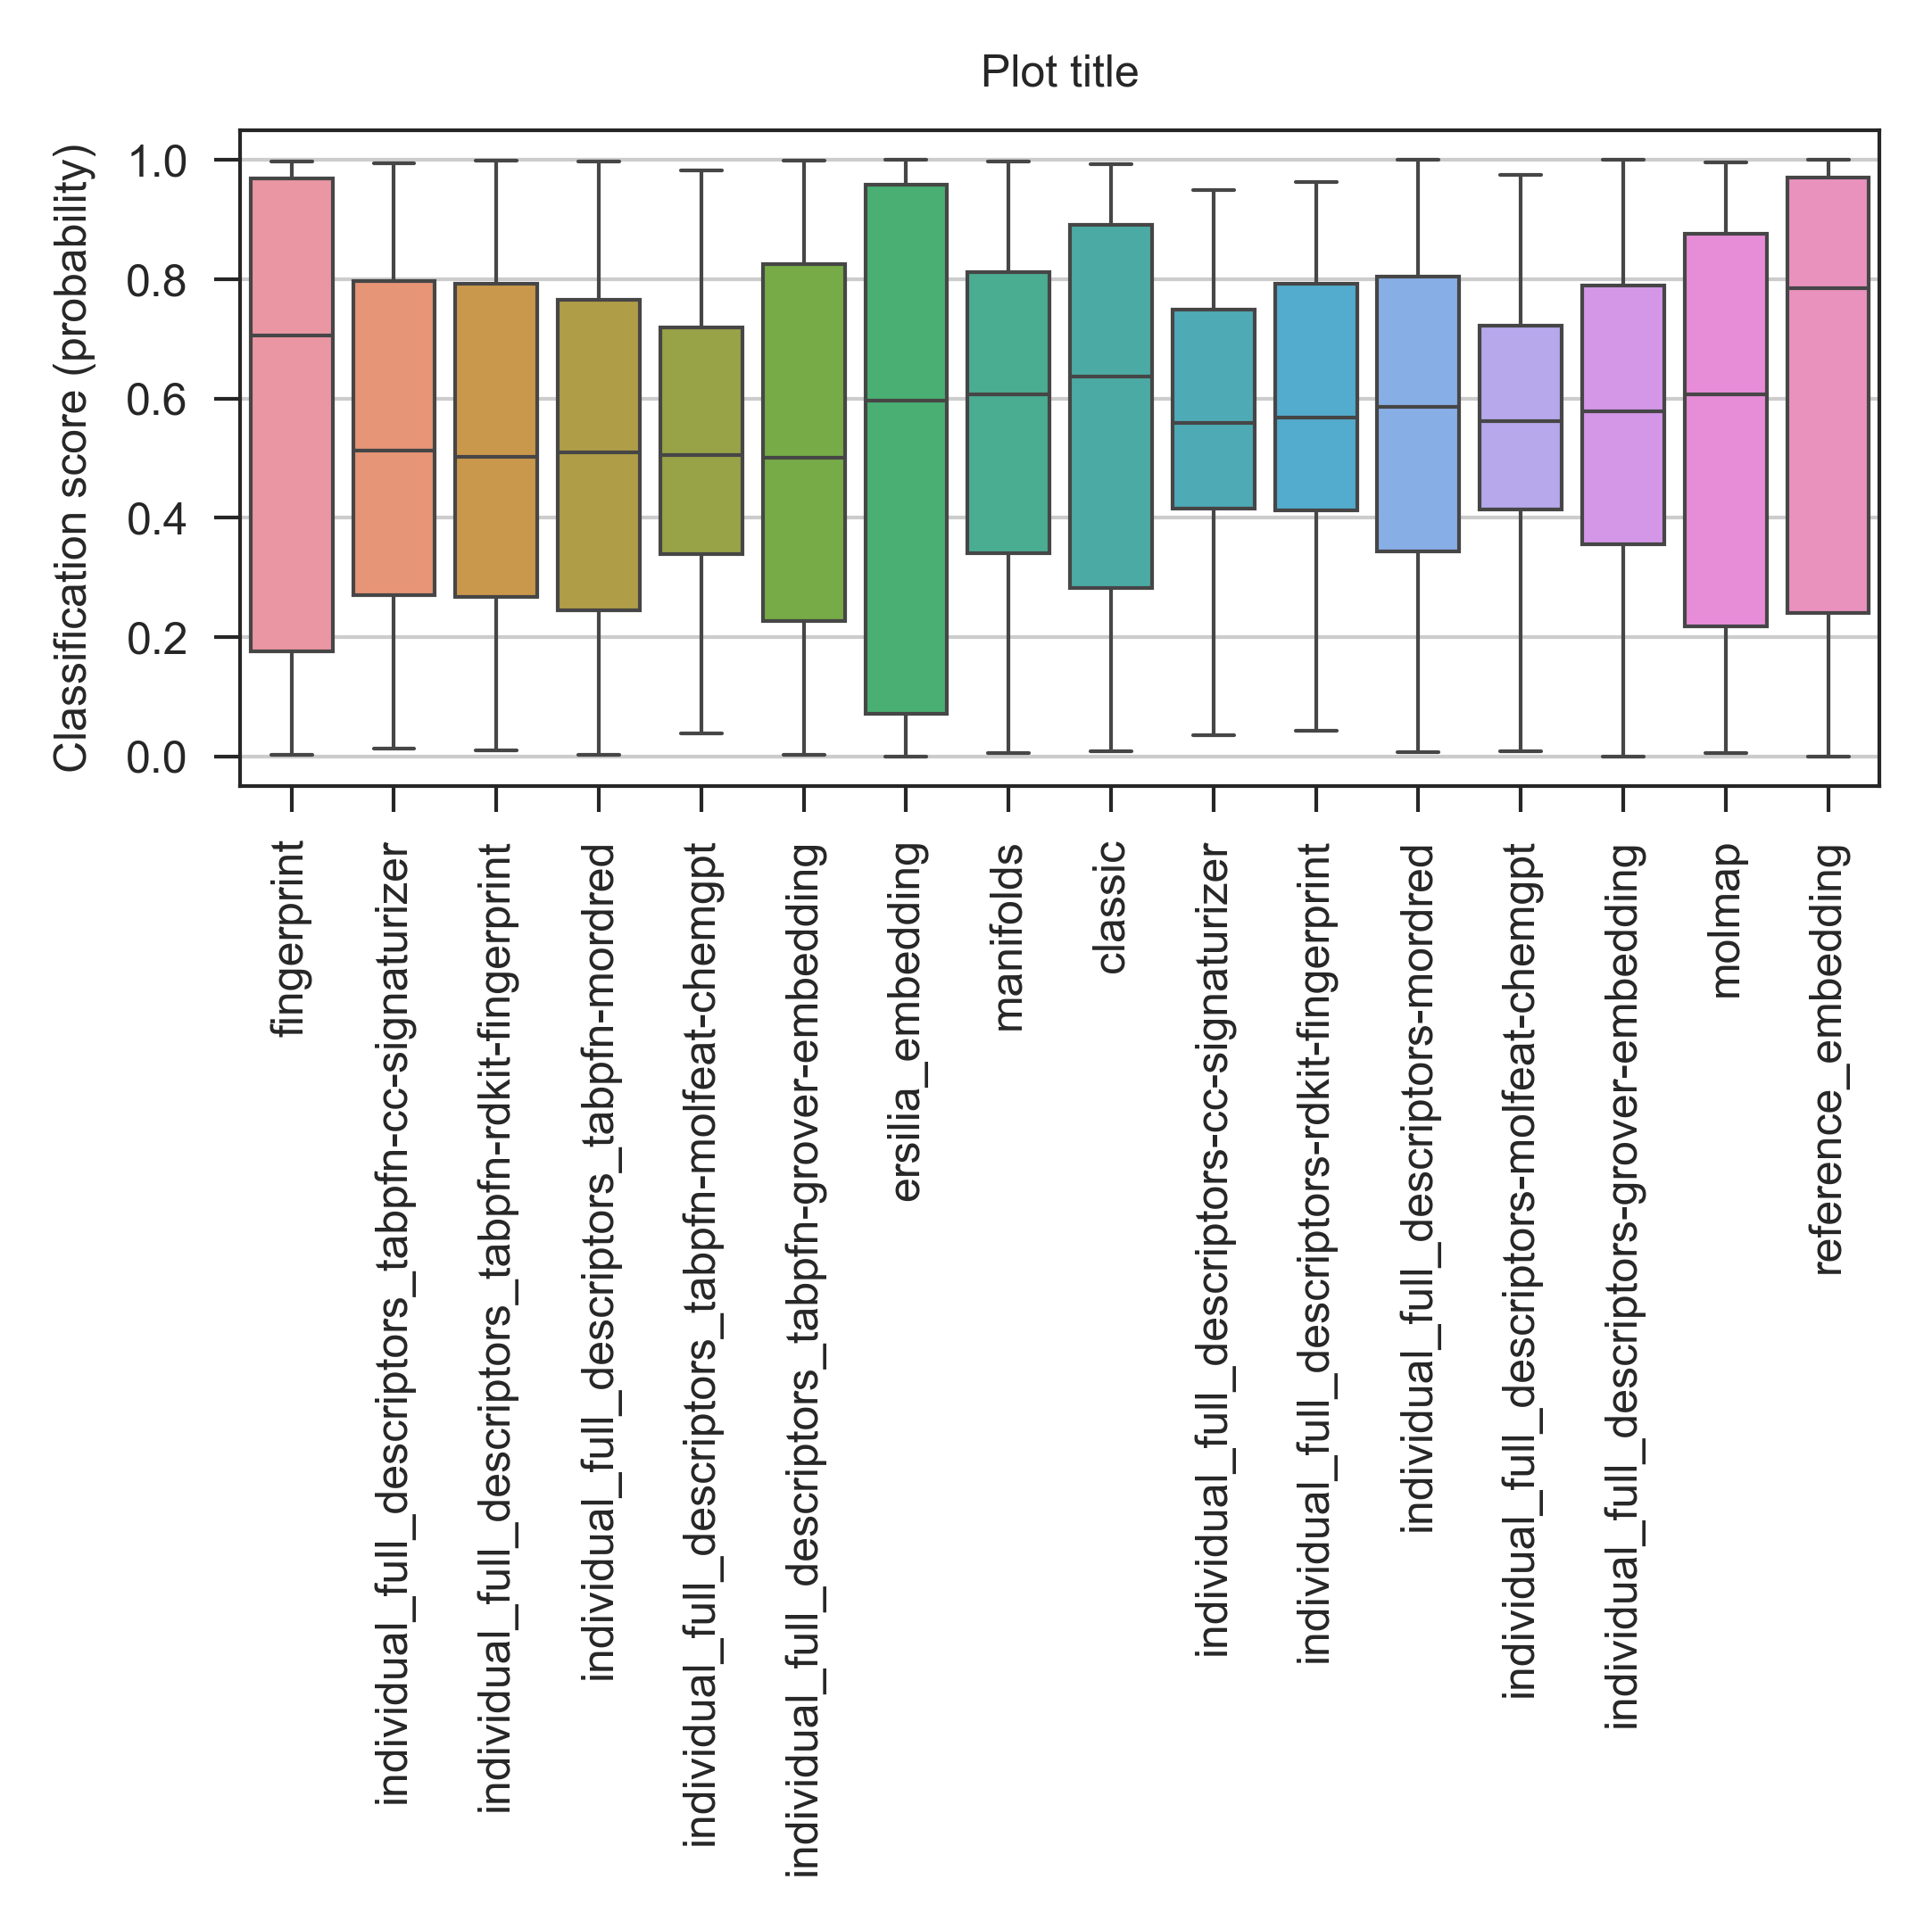 Plot title
Classification score (probability)
1.0
0.8
0.6
0.4
0.2
0.0
fingerprint
individual_full_descriptors_tabpfn-cc-signaturizer
individual_full_descriptors_tabpfn-rdkit-fingerprint
individual_full_descriptors_tabpfn-mordred
individual_full_descriptors_tabpfn-molfeat-chemgpt
individual_full_descriptors_tabpfn-grover-embedding
ersilia_embedding
manifolds
classic
individual_full_descriptors-cc-signaturizer
individual_full_descriptors-rdkit-fingerprint
individual_full_descriptors-mordred
individual_full_descriptors-molfeat-chemgpt
individual_full_descriptors-grover-embedding
molmap
reference_embedding